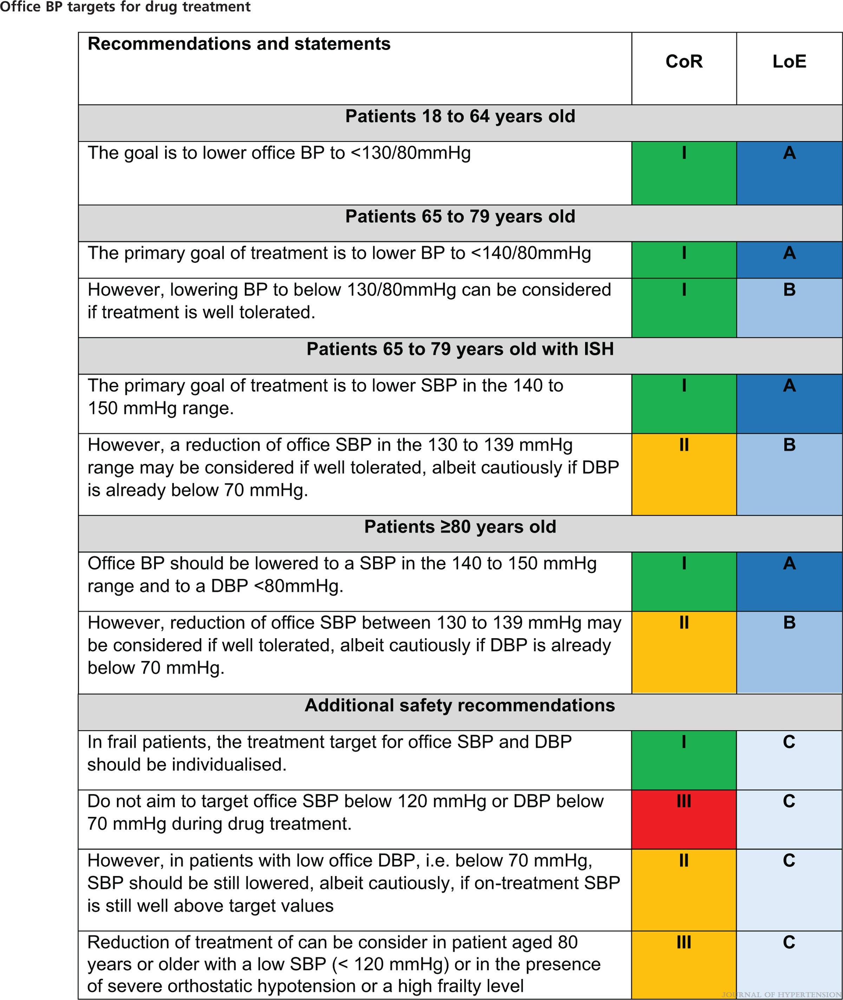 Office BP targets for drug treatment
Recommendations and statements
CoR
LoE
Patients 18 to 64 years old
The goal is to lower office BP to <130/80mmHg
I
A
Patients 65 to 79 years old
The primary goal of treatment is to lower BP to <140/80mmHg
I
A
However, lowering BP to below 130/80mmHg can be considered
if treatment is well tolerated.
I
B
Patients 65 to 79 years old with ISH
The primary goal of treatment is to lower SBP in the 140 to
150 mmHg range.
I
A
However, a reduction of office SBP in the 130 to 139 mmHg
range may be considered if well tolerated, albeit cautiously if DBP
is already below 70 mmHg.
II
B
Patients ≥80 years old
Office BP should be lowered to a SBP in the 140 to 150 mmHg
range and to a DBP <80mmHg.
I
A
However, reduction of office SBP between 130 to 139 mmHg may
be considered if well tolerated, albeit cautiously if DBP is already
below 70 mmHg.
II
B
Additional safety recommendations
In frail patients, the treatment target for office SBP and DBP
should be individualised.
I
C
Do not aim to target office SBP below 120 mmHg or DBP below
70 mmHg during drug treatment.
III
C
However, in patients with low office DBP, i.e. below 70 mmHg,
SBP should be still lowered, albeit cautiously, if on-treatment SBP
is still well above target values
II
C
Reduction of treatment of can be consider in patient aged 80
years or older with a low SBP (< 120 mmHg) or in the presence
of severe orthostatic hypotension or a high frailty level
III
C
JOURNAL OF HYPERTENSION